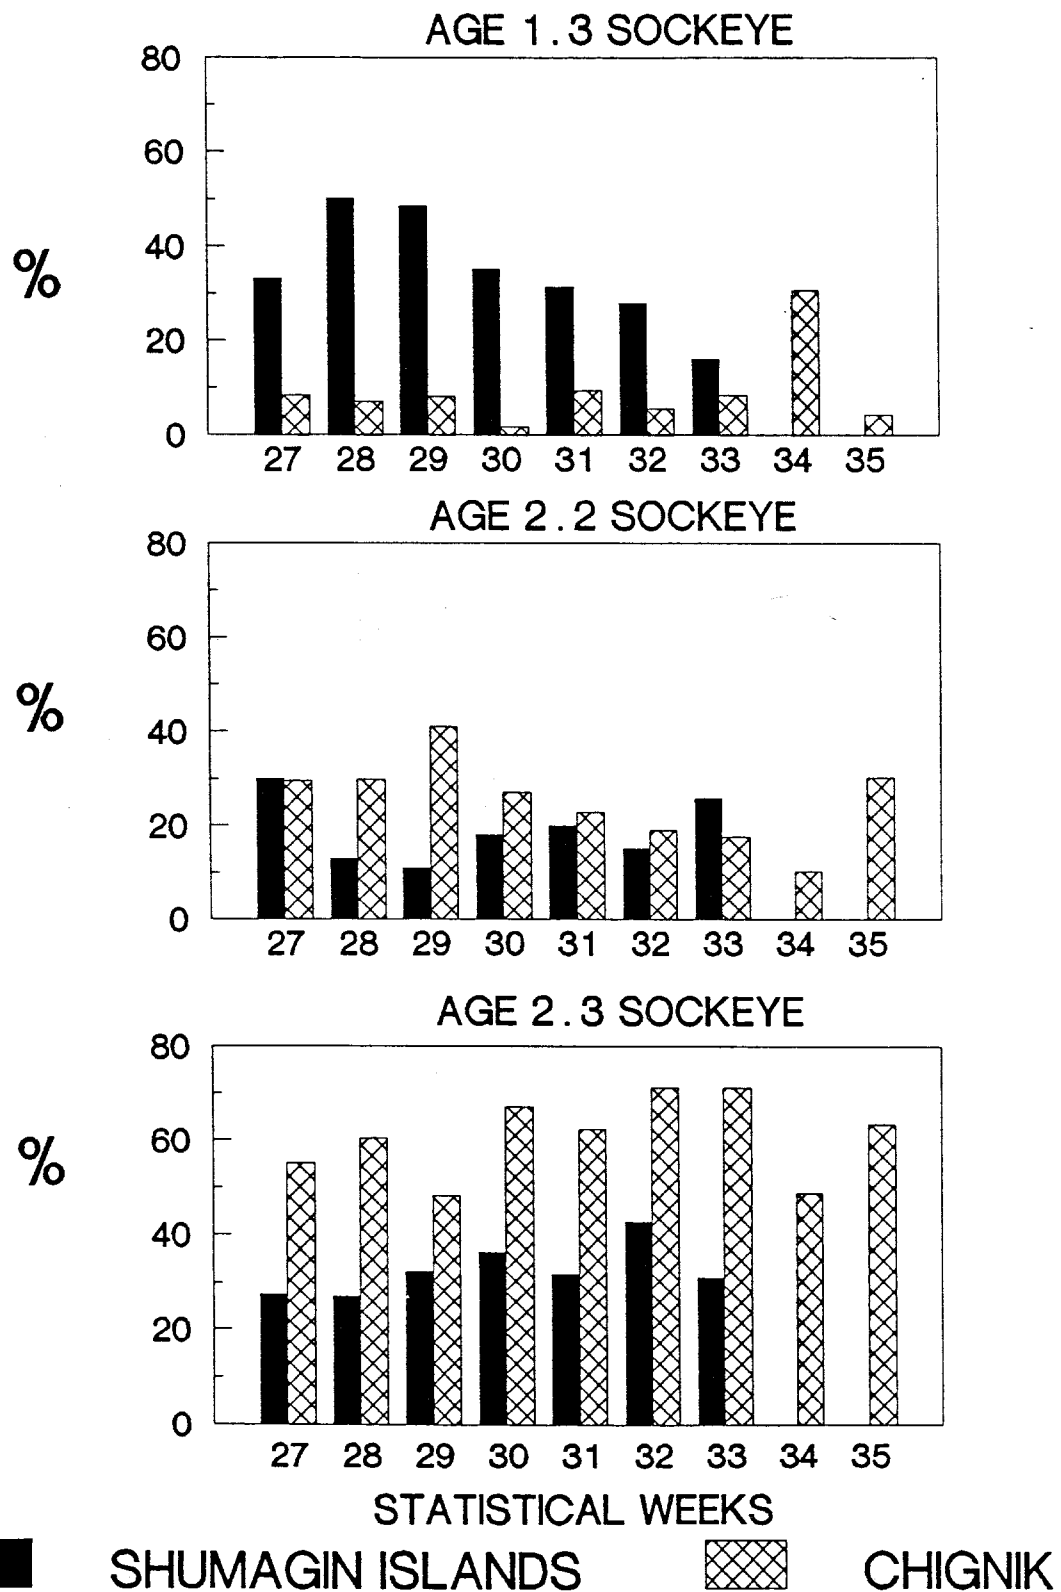 AGE 1.3 SOCKEYE
80
60
40
20
0
%
27 28 29 30 31 32 33 34 35
AGE 2.2 SOCKEYE
80
60
40
20
0
%
27 28 29 30 31 32 33 34 35
AGE 2.3 SOCKEYE
80
60
40
20
0
%
27 28 29 30 31 32 33 34 35
STATISTICAL WEEKS
SHUMAGIN ISLANDS CHIGNIK